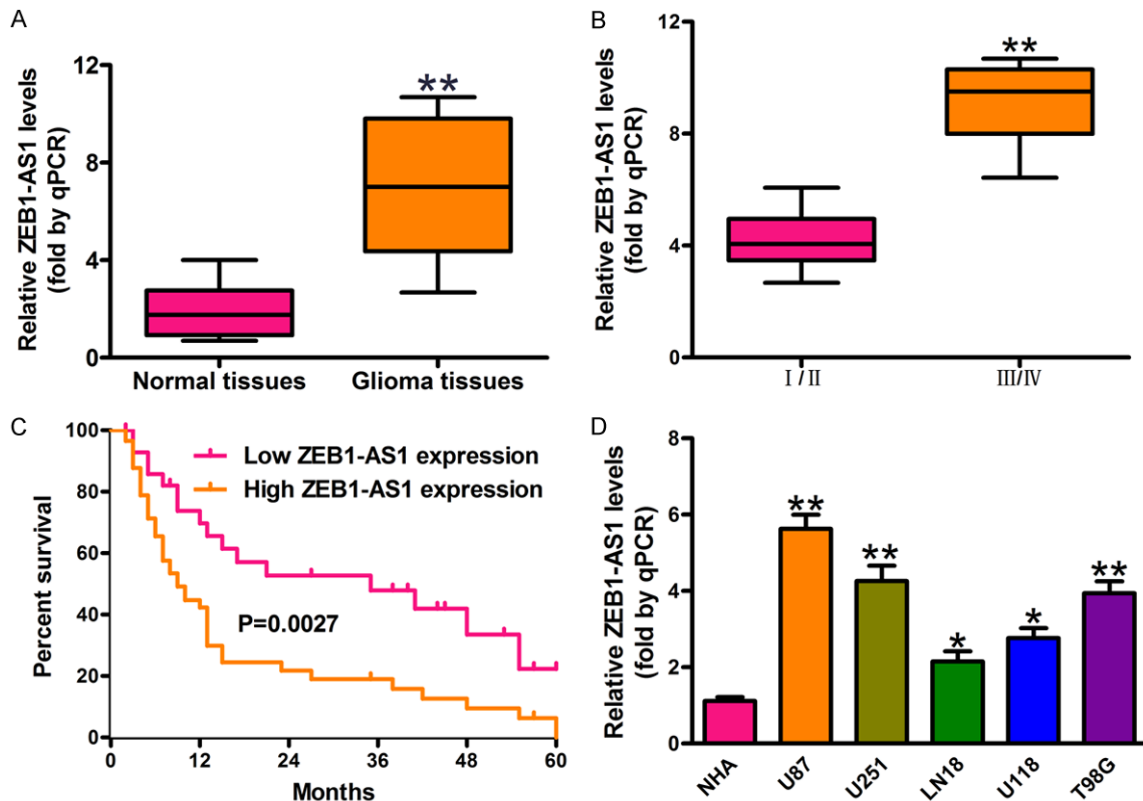 A
Relative ZEB1-AS1 levels
(fold by qPCR)
12
8
4
0
**
Normal tissues
Glioma tissues
B
Relative ZEB1-AS1 levels
(fold by qPCR)
12
8
4
0
**
Ⅰ/Ⅱ
Ⅲ/Ⅳ
C
Percent survival
100
80
60
40
20
0
Low ZEB1-AS1 expression
High ZEB1-AS1 expression
P=0.0027
0 12 24 36 48 60
Months
D
Relative ZEB1-AS1 levels
(fold by qPCR)
8
6
4
2
0
**
**
*
*
**
NHA
U87
U251
LN18
U118
T98G